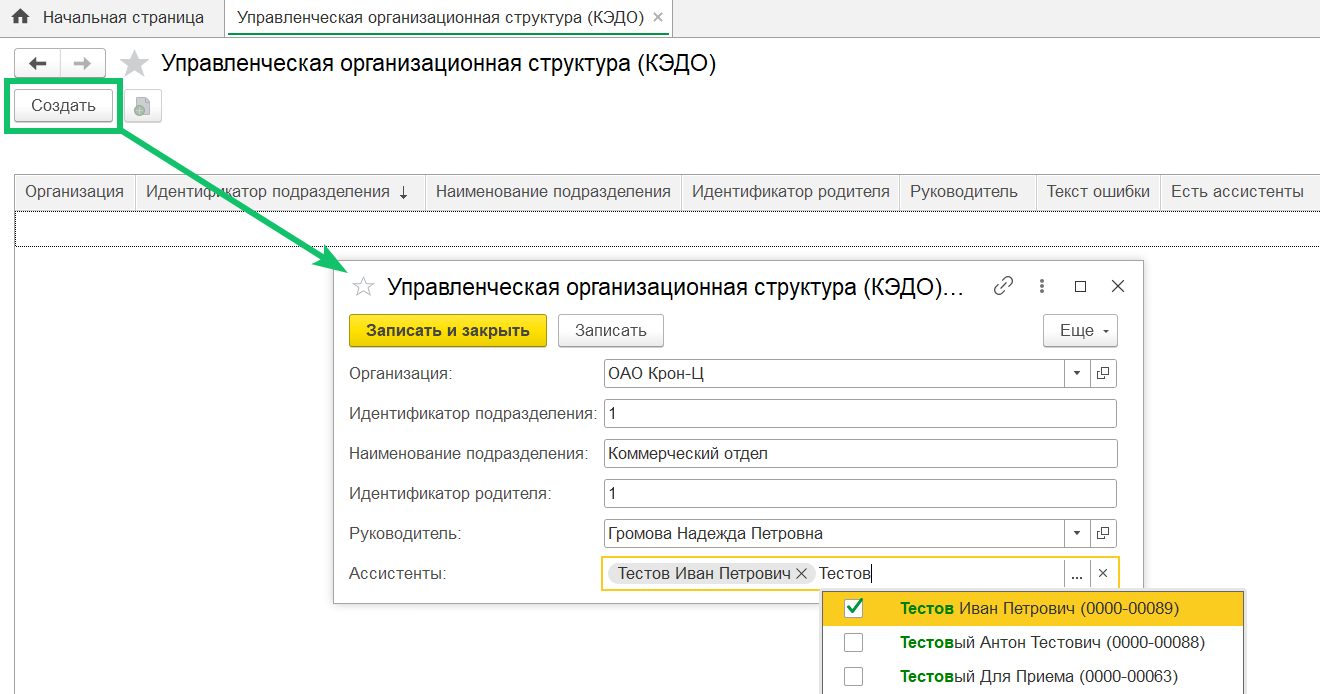 Начальная страница
Управленческая организационная структура (КЭДО) ×
Управленческая организационная структура (КЭДО)
Создать
Организация Идентификатор подразделения ↓ Наименование подразделения Идентификатор родителя Руководитель Текст ошибки Есть ассистенты
Управленческая организационная структура (КЭДО)...
Записать и закрыть Записать Еще
Организация: ОАО Крон-Ц
Идентификатор подразделения: 1
Наименование подразделения: Коммерческий отдел
Идентификатор родителя: 1
Руководитель: Громова Надежда Петровна
Ассистенты: Тестов Иван Петрович × Тестов ... ×
Тестов Иван Петрович (0000-00089)
Тестовый Антон Тестович (0000-00088)
Тестовый Для Приема (0000-00063)